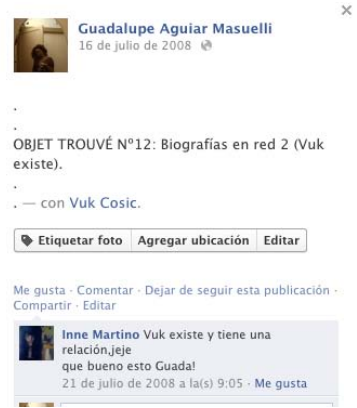 ×
Guadalupe Aguiar Masuelli
16 de julio de 2008
.
.
OBJET TROUVÉ Nº12: Biografías en red 2 (Vuk
existe).
.
. — con Vuk Cosic.
Etiquetar foto Agregar ubicación Editar
Me gusta · Comentar · Dejar de seguir esta publicación ·
Compartir · Editar
Inne Martino Vuk existe y tiene una
relación,jeje
que bueno esto Guada!
21 de julio de 2008 a la(s) 9:05 · Me gusta